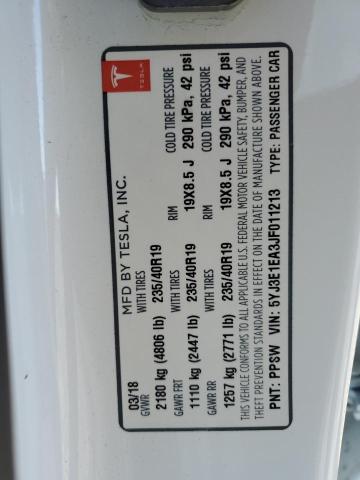 TESLA
MFD BY TESLA, INC.
03/18
GVWR WITH TIRES RIM COLD TIRE PRESSURE
2180 kg (4806 lb) 235/40R19 19X8.5 J 290 kPa, 42 psi
GAWR FRT WITH TIRES RIM COLD TIRE PRESSURE
1110 kg (2447 lb) 235/40R19 19X8.5 J 290 kPa, 42 psi
GAWR RR
1257 kg (2771 lb) 235/40R19
THIS VEHICLE CONFORMS TO ALL APPLICABLE U.S. FEDERAL MOTOR VEHICLE SAFETY, BUMPER, AND
THEFT PREVENTION STANDARDS IN EFFECT ON THE DATE OF MANUFACTURE SHOWN ABOVE.
PNT: PPSW VIN: 5YJ3E1EA3JF011213 TYPE: PASSENGER CAR